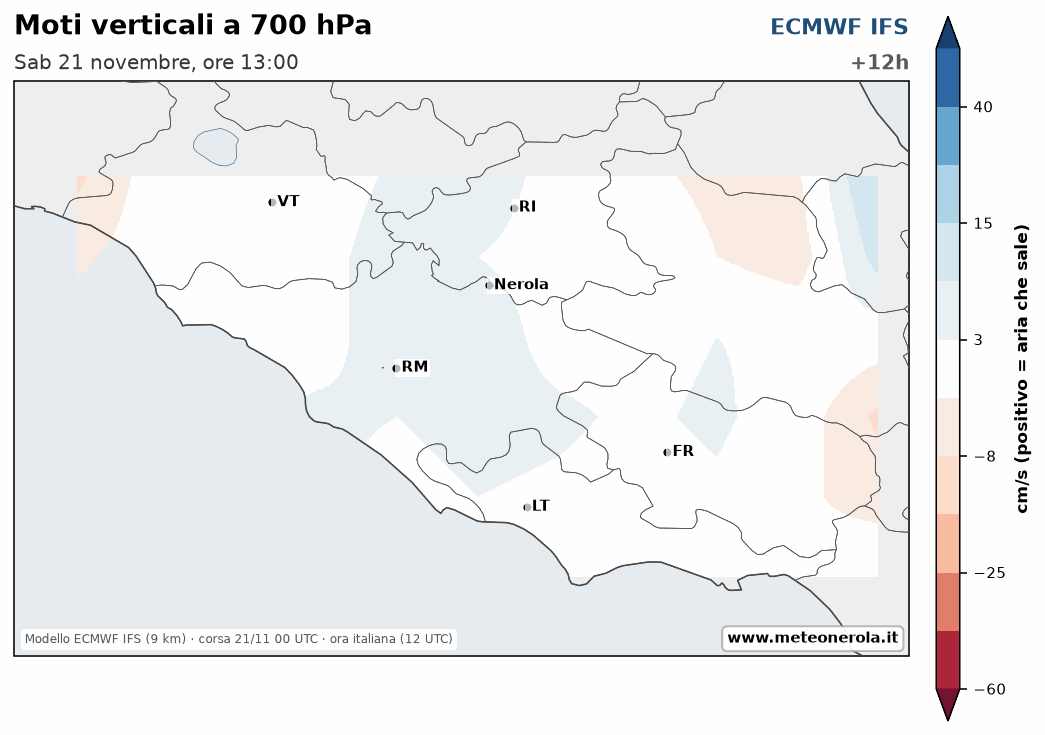 Moti verticali a 700 hPa
ECMWF IFS
Sab 21 novembre, ore 13:00
+12h
40
15
3
−8
−25
−60
cm/s (positivo = aria che sale)
VT
RI
Nerola
RM
FR
LT
Modello ECMWF IFS (9 km) · corsa 21/11 00 UTC · ora italiana (12 UTC)
www.meteonerola.it